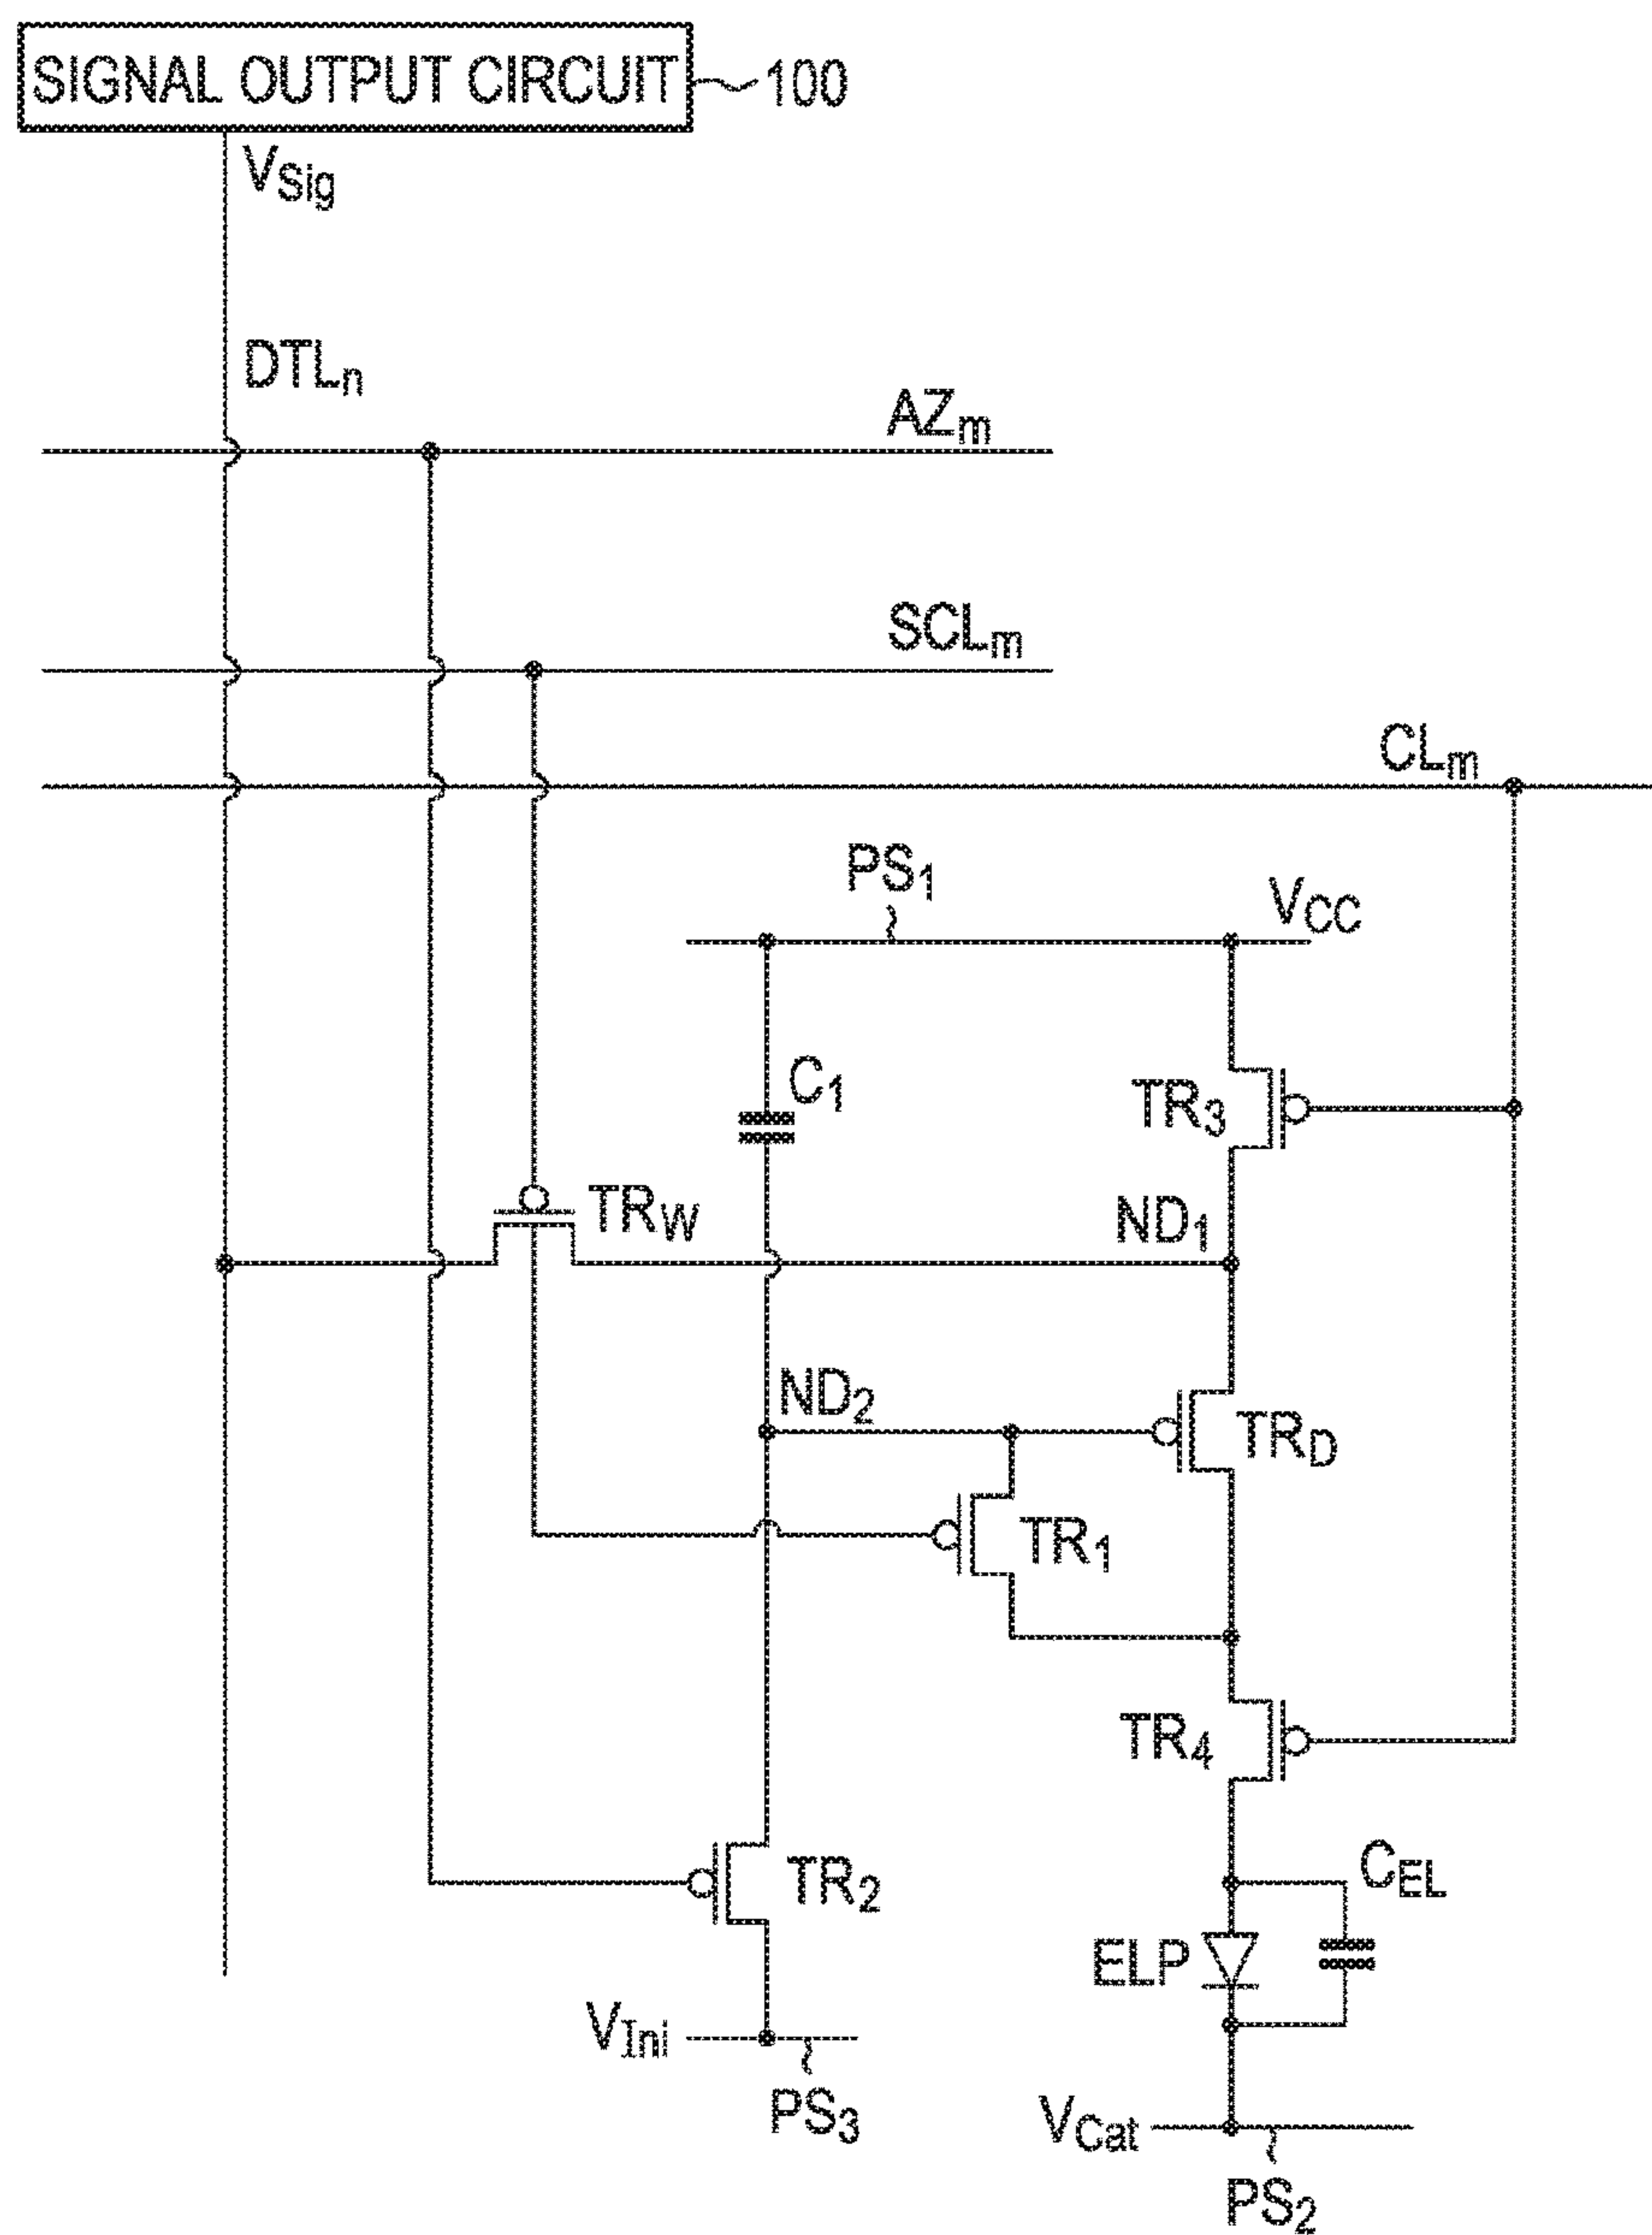 SIGNAL OUTPUT CIRCUIT
100
VSig
DTLn
AZm
SCLm
CLm
PS1
VCC
C1
TR3
TRW
ND1
ND2
TRD
TR1
TR4
TR2
CEL
ELP
VIni
PS3
VCat
PS2